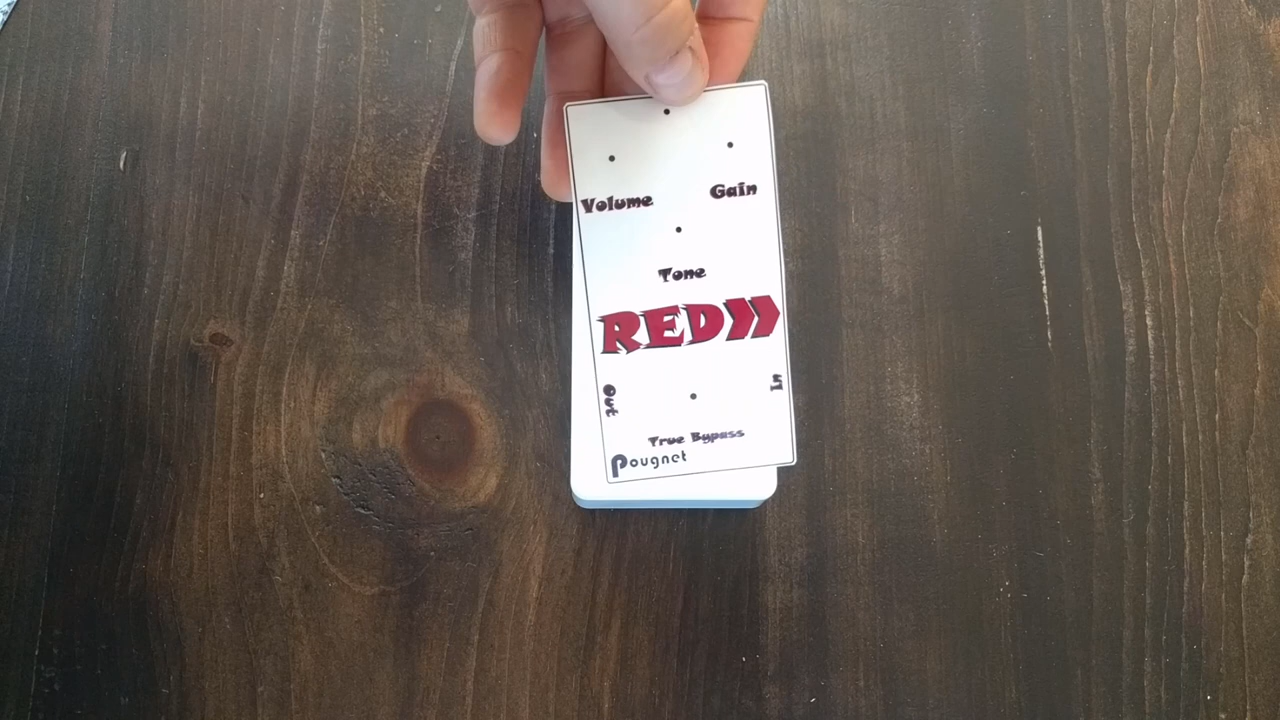 Volume Gain
Tone
RED
Out In
True Bypass
Pougnet